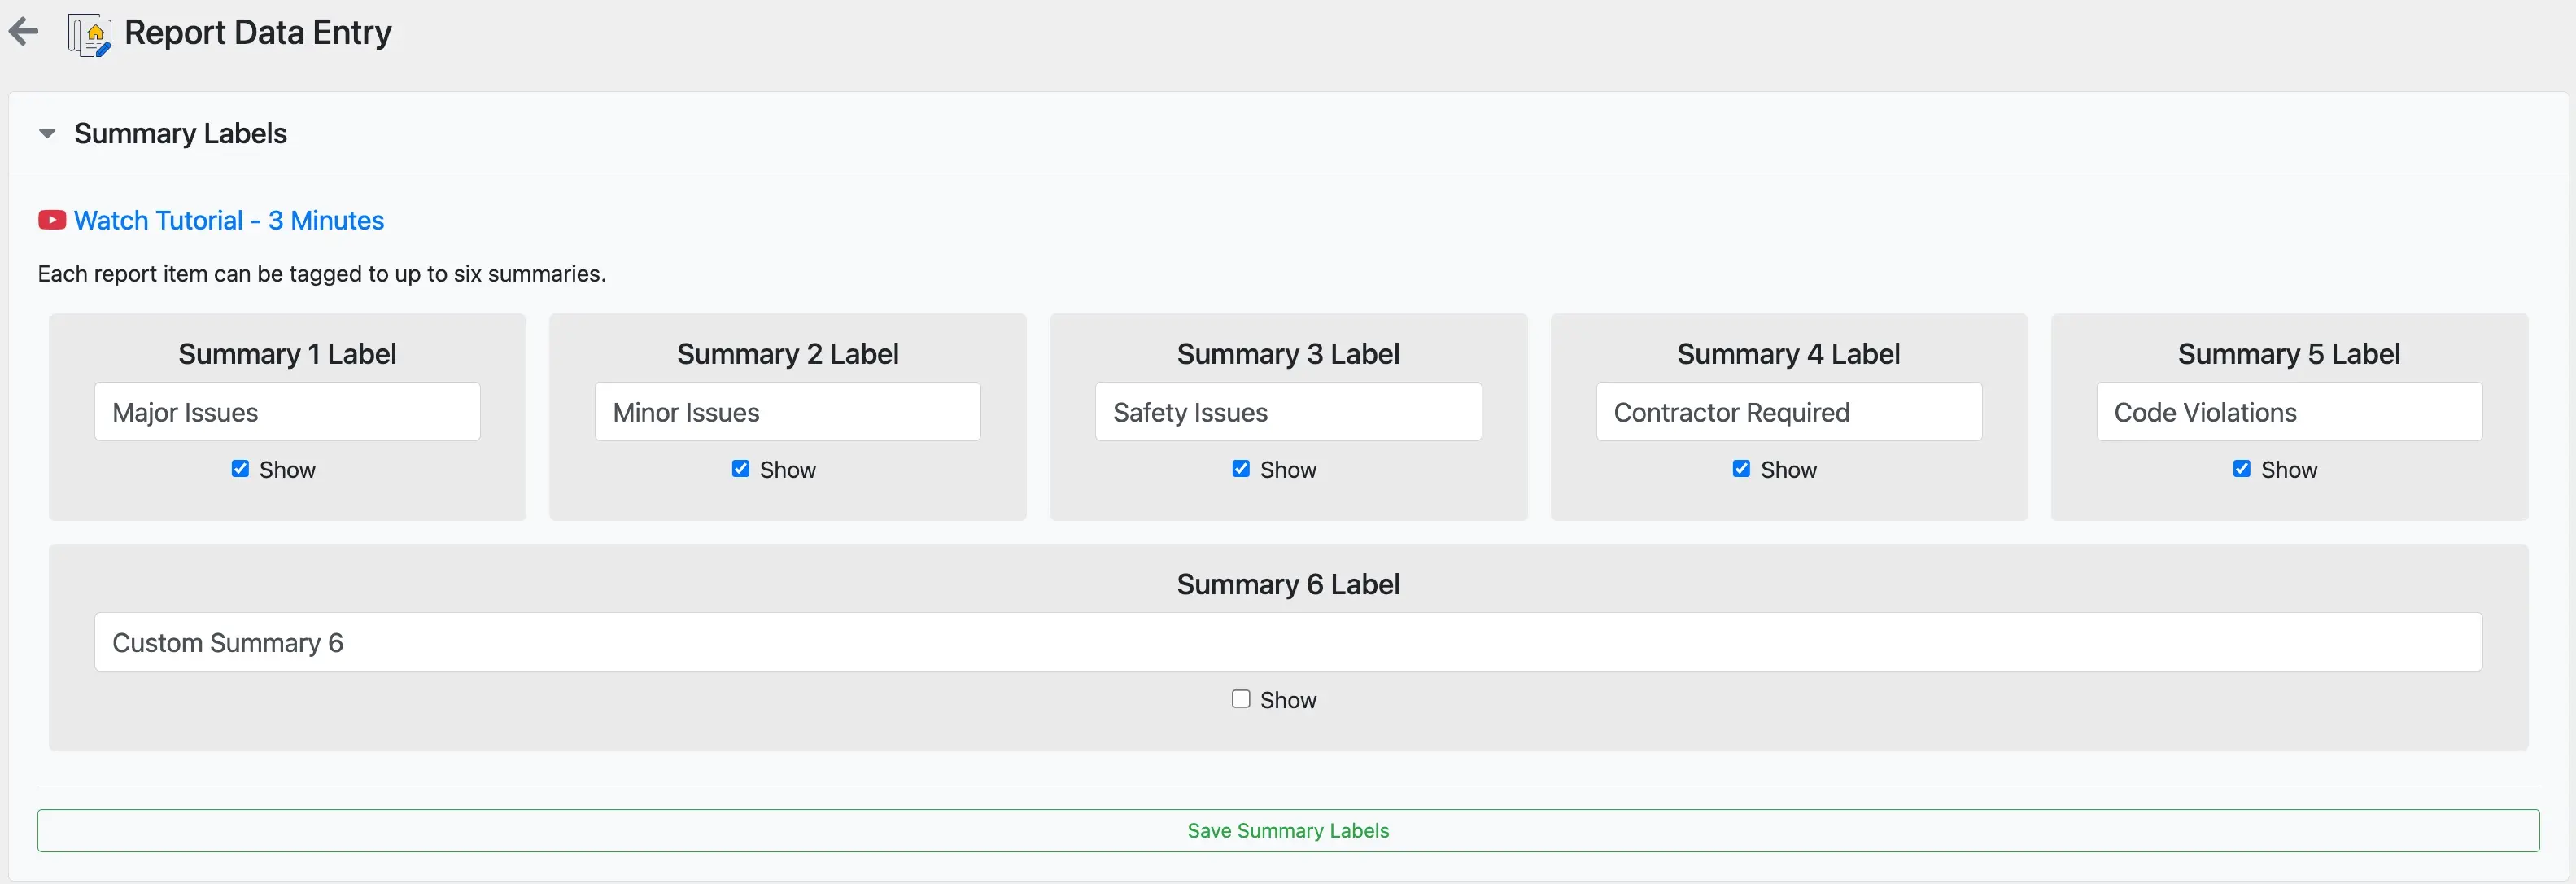 Report Data Entry
Summary Labels
Watch Tutorial - 3 Minutes
Each report item can be tagged to up to six summaries.
Summary 1 Label
Major Issues
Show
Summary 2 Label
Minor Issues
Show
Summary 3 Label
Safety Issues
Show
Summary 4 Label
Contractor Required
Show
Summary 5 Label
Code Violations
Show
Summary 6 Label
Custom Summary 6
Show
Save Summary Labels